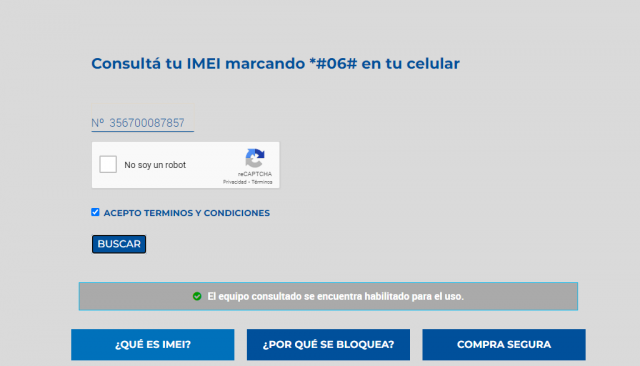 Consultá tu IMEI marcando *#06# en tu celular
Nº 356700087857
No soy un robot
reCAPTCHA
Privacidad - Términos
ACEPTO TERMINOS Y CONDICIONES
BUSCAR
El equipo consultado se encuentra habilitado para el uso.
¿QUÉ ES IMEI?
¿POR QUÉ SE BLOQUEA?
COMPRA SEGURA